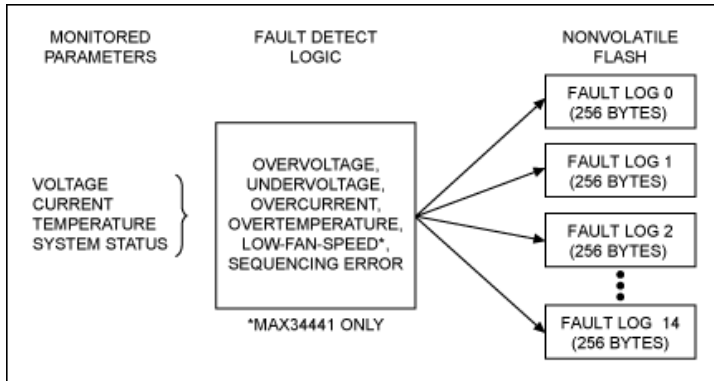 MONITORED
PARAMETERS
FAULT DETECT
LOGIC
NONVOLATILE
FLASH
VOLTAGE
CURRENT
TEMPERATURE
SYSTEM STATUS
OVERVOLTAGE,
UNDERVOLTAGE,
OVERCURRENT,
OVERTEMPERATURE,
LOW-FAN-SPEED*,
SEQUENCING ERROR
*MAX34441 ONLY
FAULT LOG 0
(256 BYTES)
FAULT LOG 1
(256 BYTES)
FAULT LOG 2
(256 BYTES)
FAULT LOG 14
(256 BYTES)